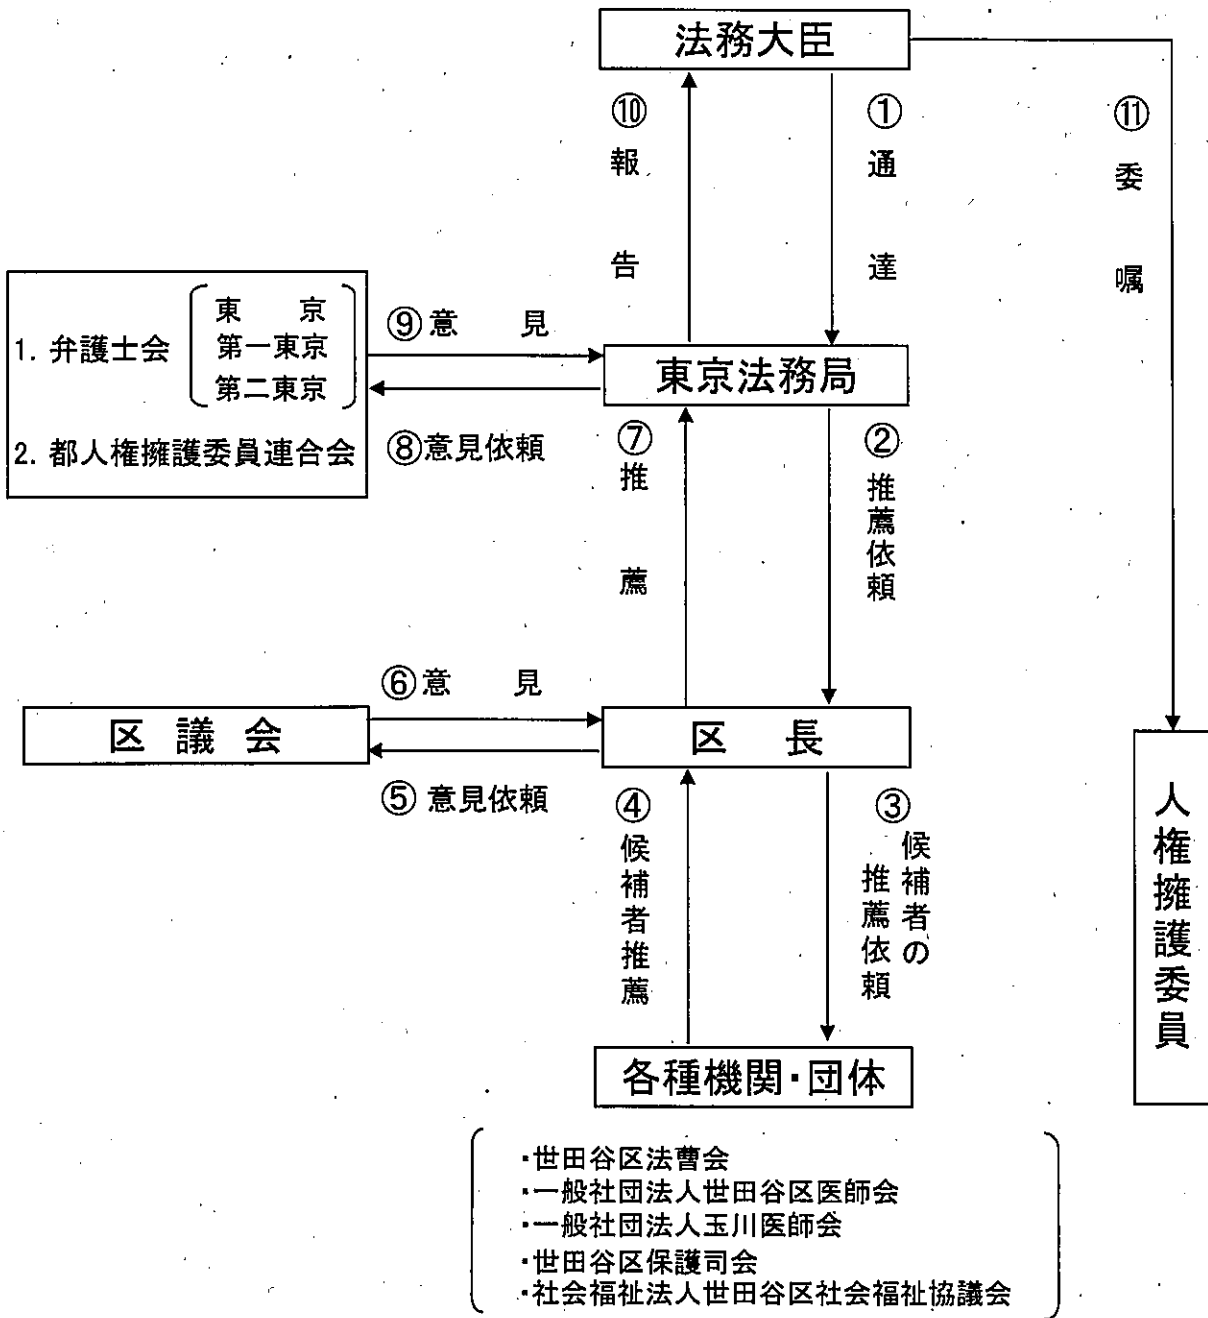 法務大臣
⑩報告
①通達
⑪委嘱
1. 弁護士会
東京
第一東京
第二東京
2. 都人権擁護委員連合会
⑨意見
⑧意見依頼
東京法務局
⑦推薦
②推薦依頼
⑥意見
⑤意見依頼
区議会
区長
④候補者推薦
③候補者の
推薦依頼
人権擁護委員
各種機関・団体
・世田谷区法曹会
・一般社団法人世田谷区医師会
・一般社団法人玉川医師会
・世田谷区保護司会
・社会福祉法人世田谷区社会福祉協議会